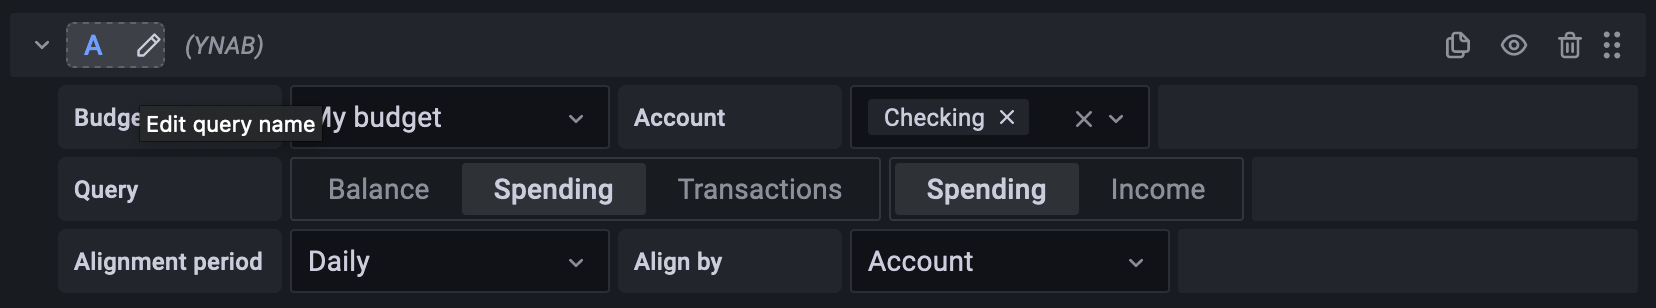 A (YNAB)
Budge My budget Account Checking
Edit query name
Query Balance Spending Transactions Spending Income
Alignment period Daily Align by Account